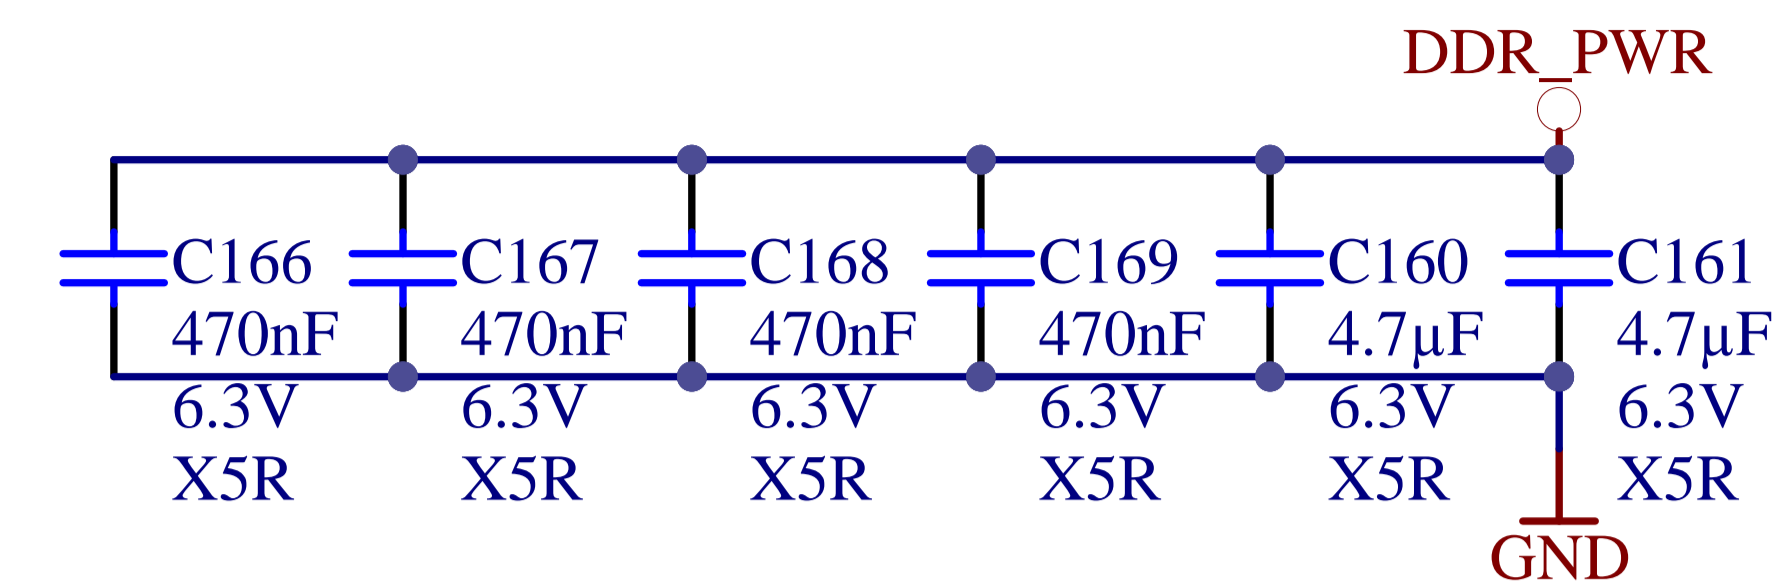 DDR_PWR
C166
470nF
6.3V
X5R
C167
470nF
6.3V
X5R
C168
470nF
6.3V
X5R
C169
470nF
6.3V
X5R
C160
4.7µF
6.3V
X5R
C161
4.7µF
6.3V
X5R
GND